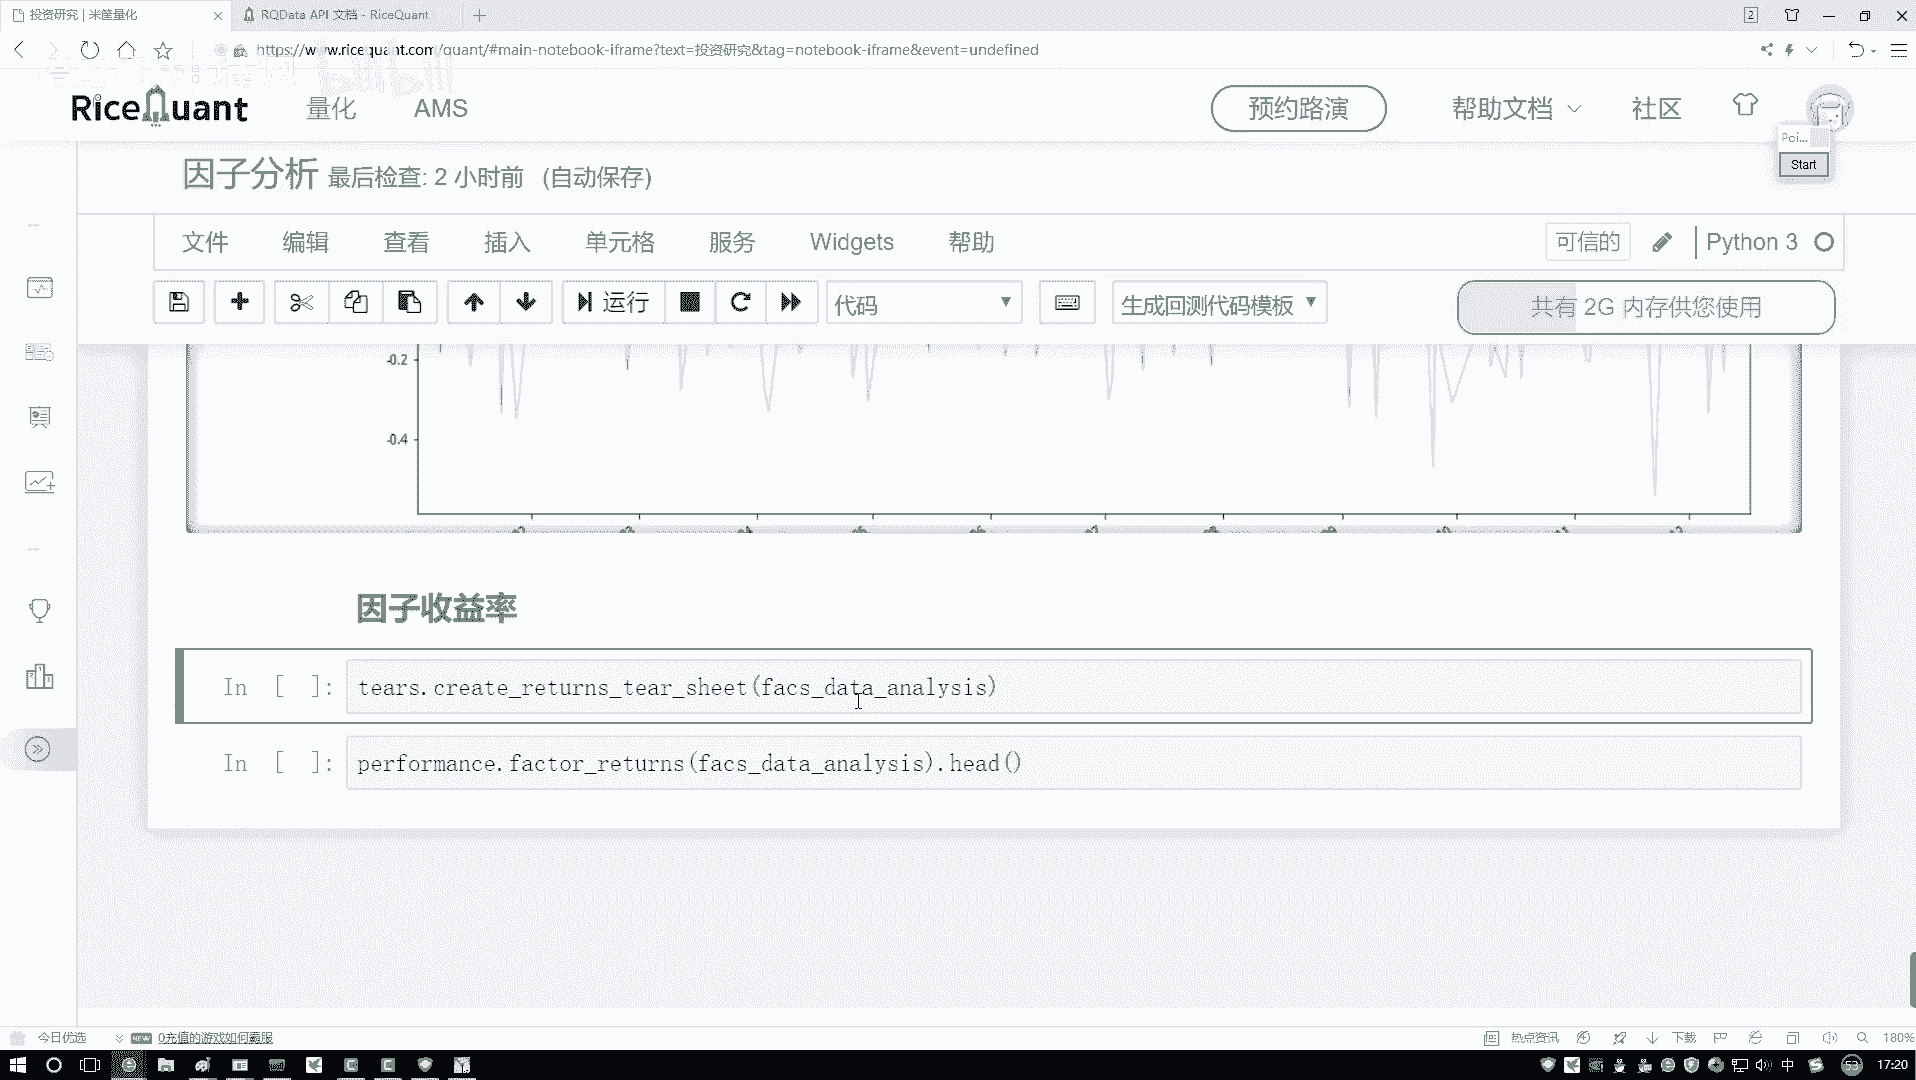 投资研究 | 米筐量化
RQData API 文档 - RiceQuant
2
https://www.ricequant.com/quant/#main-notebook-iframe?text=投资研究&tag=notebook-iframe&event=undefined
RiceQuant
量化
AMS
预约路演
帮助文档
社区
Poi...
Start
因子分析 最后检查: 2 小时前 (自动保存)
文件
编辑
查看
插入
单元格
服务
Widgets
帮助
可信的
Python 3
运行
代码
生成回测代码模板
共有 2G 内存供您使用
-0.2
-0.4
因子收益率
In [ ]: tears.create_returns_tear_sheet(facs_data_analysis)
In [ ]: performance.factor_returns(facs_data_analysis).head()
今日优选
NEW
0充值的游戏如何霸服
热点资讯
下载
180%
中
53
17:20